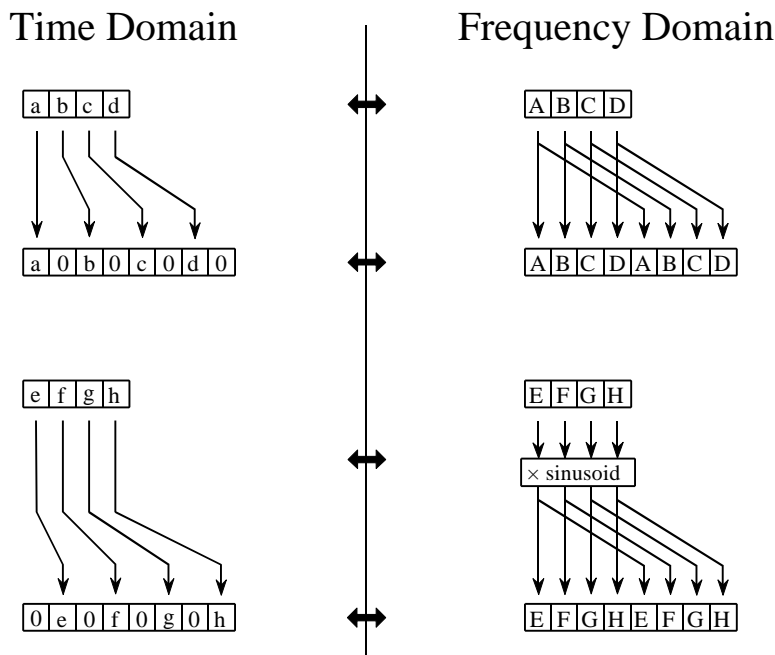 Time Domain
Frequency Domain
a b c d
A B C D
a 0 b 0 c 0 d 0
A B C D A B C D
e f g h
E F G H
× sinusoid
0 e 0 f 0 g 0 h
E F G H E F G H